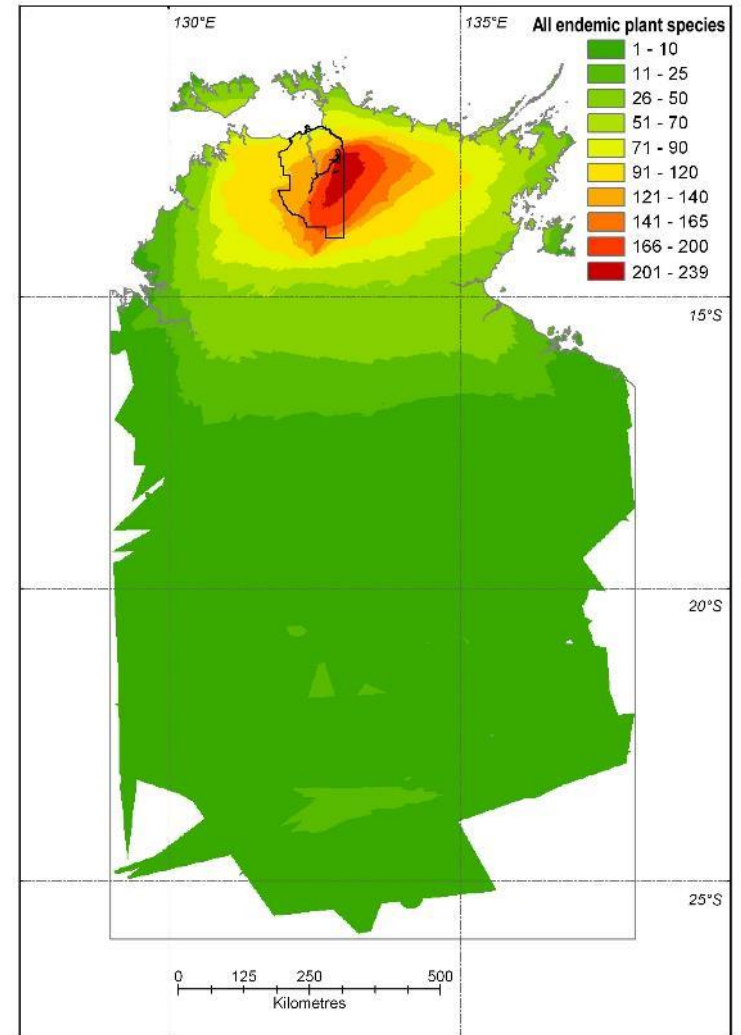 130°E
135°E
All endemic plant species
1 - 10
11 - 25
26 - 50
51 - 70
71 - 90
91 - 120
121 - 140
141 - 165
166 - 200
201 - 239
15°S
20°S
25°S
0 125 250 500
Kilometres